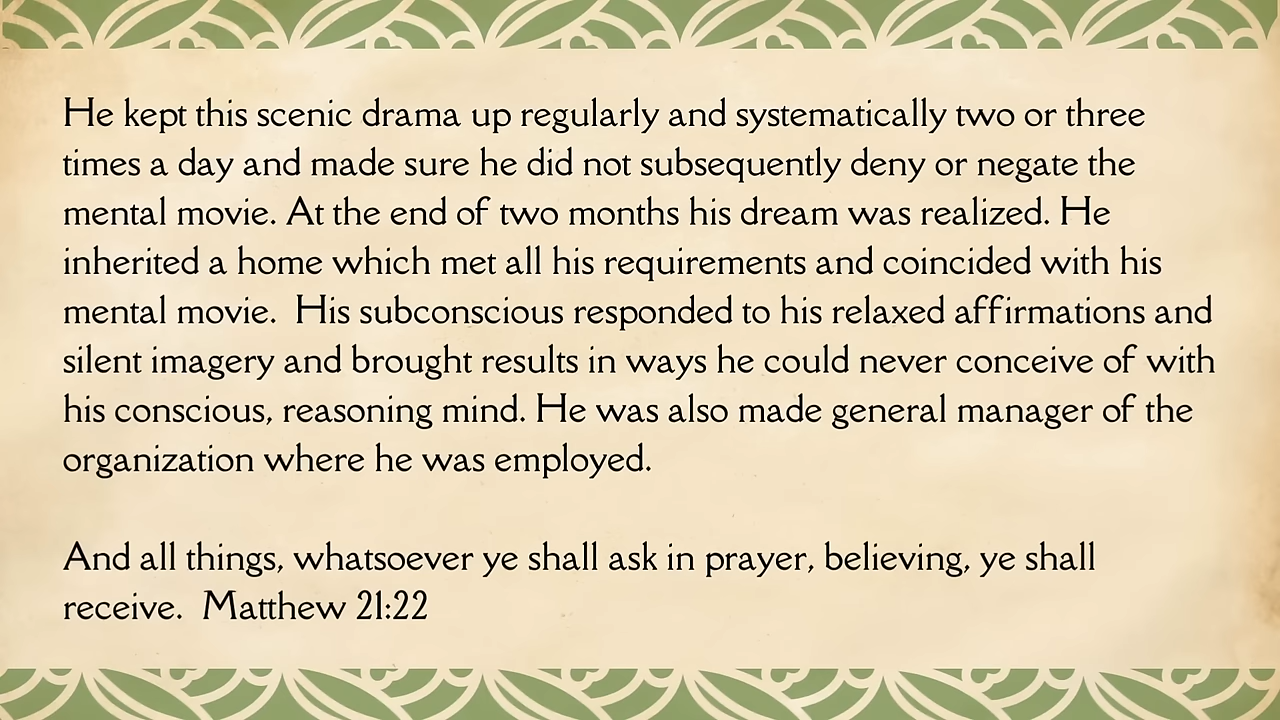 He kept this scenic drama up regularly and systematically two or three
times a day and made sure he did not subsequently deny or negate the
mental movie. At the end of two months his dream was realized. He
inherited a home which met all his requirements and coincided with his
mental movie.  His subconscious responded to his relaxed affirmations and
silent imagery and brought results in ways he could never conceive of with
his conscious, reasoning mind. He was also made general manager of the
organization where he was employed.
And all things, whatsoever ye shall ask in prayer, believing, ye shall
receive.  Matthew 21:22